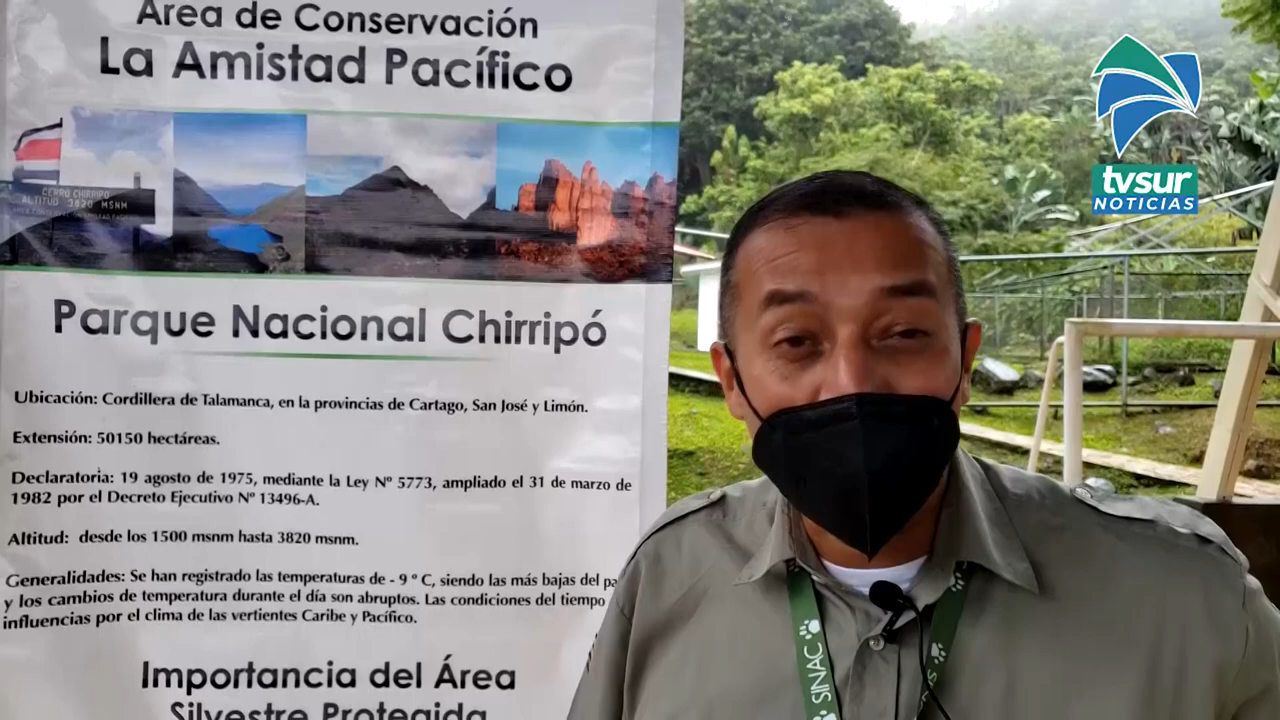 Área de Conservación
La Amistad Pacífico
CERRO CHIRRIPO
ALTITUD 3820 MSNM
Parque Nacional Chirripó
Ubicación: Cordillera de Talamanca, en la provincias de Cartago, San José y Limón.
Extensión: 50150 hectáreas.
Declaratoria: 19 agosto de 1975, mediante la Ley Nº 5773, ampliado el 31 de marzo de
1982 por el Decreto Ejecutivo Nº 13496-A.
Altitud: desde los 1500 msnm hasta 3820 msnm.
Generalidades: Se han registrado las temperaturas de - 9 º C, siendo las más bajas del pa
y los cambios de temperatura durante el día son abruptos. Las condiciones del tiempo
influencias por el clima de las vertientes Caribe y Pacífico.
Importancia del Área
Silvestre Protegida
tvsur
NOTICIAS
SINAC